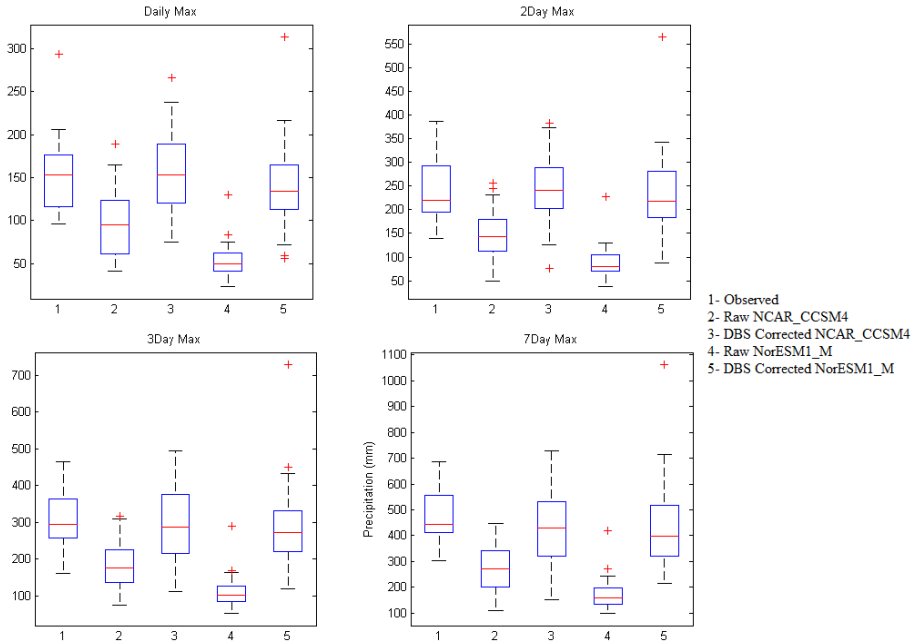 Daily Max
300
250
200
150
100
50
1 2 3 4 5
2Day Max
550
500
450
400
350
300
250
200
150
100
50
1 2 3 4 5
3Day Max
700
600
500
400
300
200
100
1 2 3 4 5
7Day Max
Precipitation (mm)
1100
1000
900
800
700
600
500
400
300
200
100
1 2 3 4 5
1- Observed
2- Raw NCAR_CCSM4
3- DBS Corrected NCAR_CCSM4
4- Raw NorESM1_M
5- DBS Corrected NorESM1_M